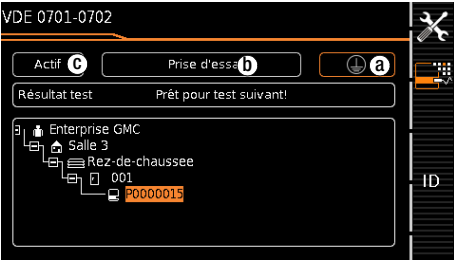 VDE 0701-0702
Actif c
Prise d'essa b
a
Résultat test Prêt pour test suivant!
Enterprise GMC
Salle 3
Rez-de-chaussee
001
P0000015
ID